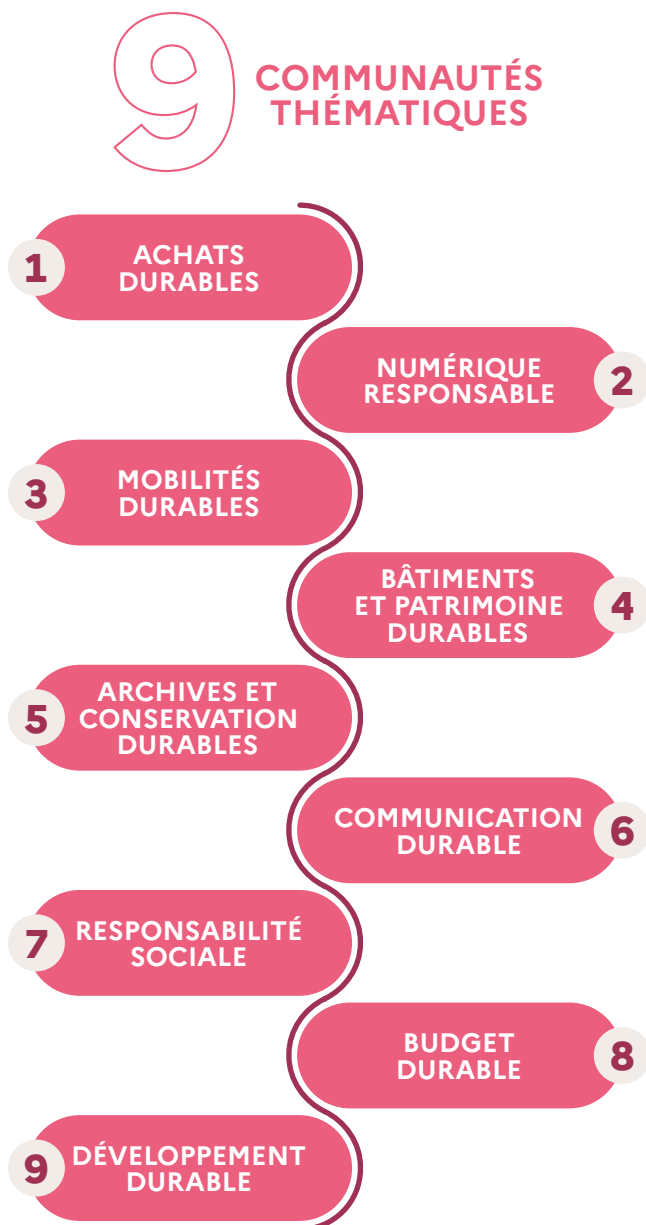 9
COMMUNAUTÉS
THÉMATIQUES
1
ACHATS
DURABLES
NUMÉRIQUE
RESPONSABLE
2
3
MOBILITÉS
DURABLES
BÂTIMENTS
ET PATRIMOINE
DURABLES
4
5
ARCHIVES ET
CONSERVATION
DURABLES
COMMUNICATION
DURABLE
6
7
RESPONSABILITÉ
SOCIALE
BUDGET
DURABLE
8
9
DÉVELOPPEMENT
DURABLE